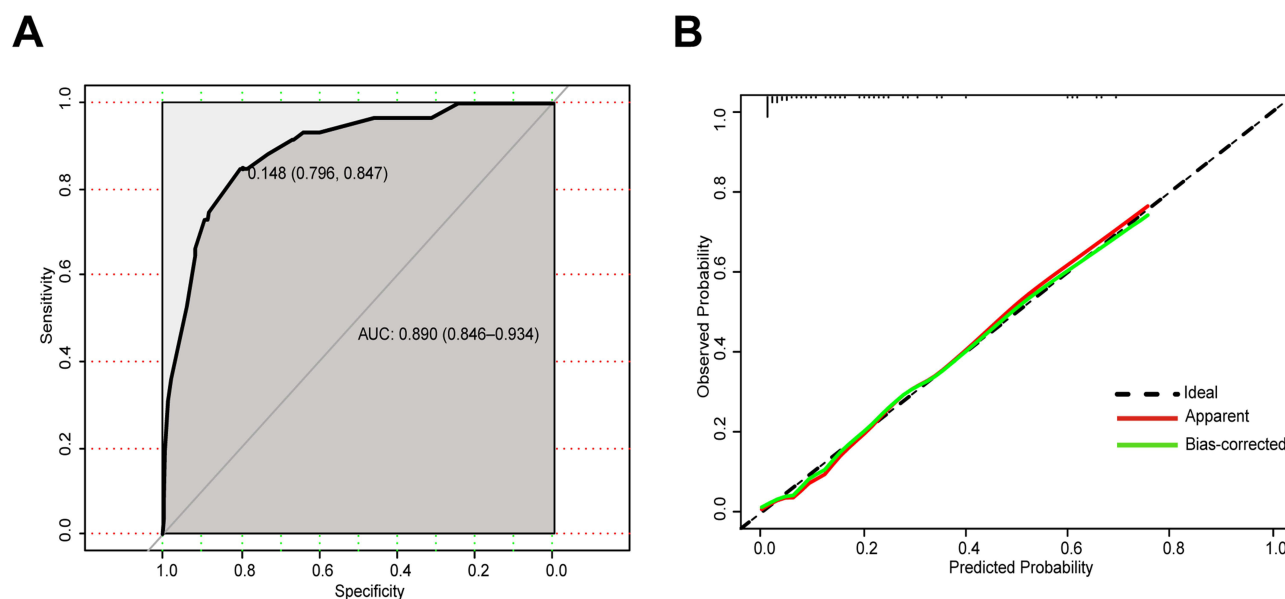 A
B
1.0
0.8
0.6
0.4
0.2
0.0
Sensitivity
0.148 (0.796, 0.847)
AUC: 0.890 (0.846–0.934)
1.0
0.8
0.6
0.4
0.2
0.0
Specificity
1.0
0.8
0.6
0.4
0.2
0.0
Observed Probability
Ideal
Apparent
Bias-corrected
0.0
0.2
0.4
0.6
0.8
1.0
Predicted Probability